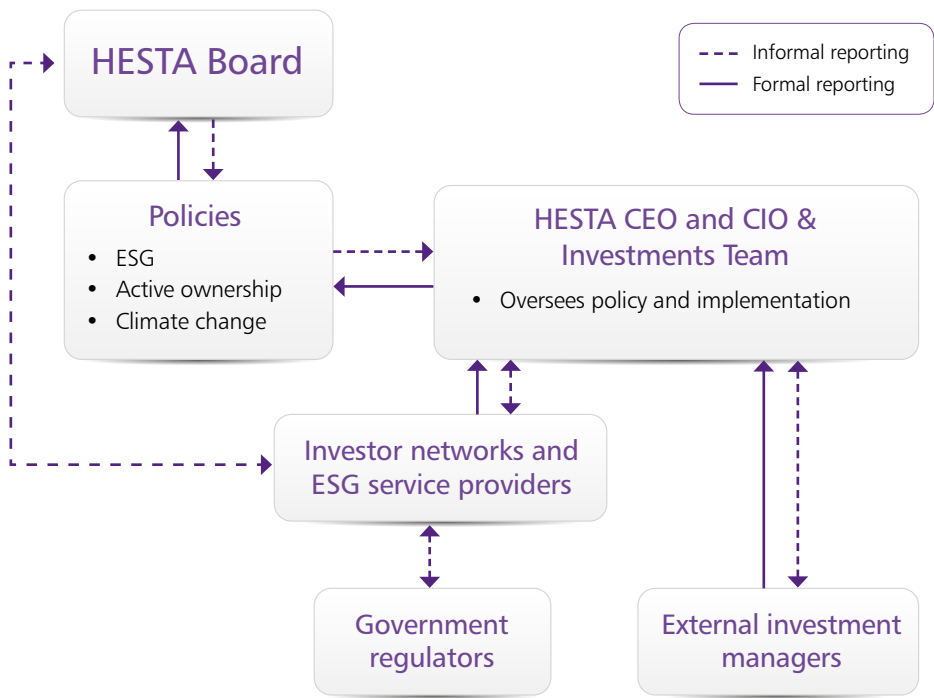 HESTA Board
Informal reporting
Formal reporting
Policies
• ESG
• Active ownership
• Climate change
HESTA CEO and CIO &
Investments Team
• Oversees policy and implementation
Investor networks and
ESG service providers
Government
regulators
External investment
managers